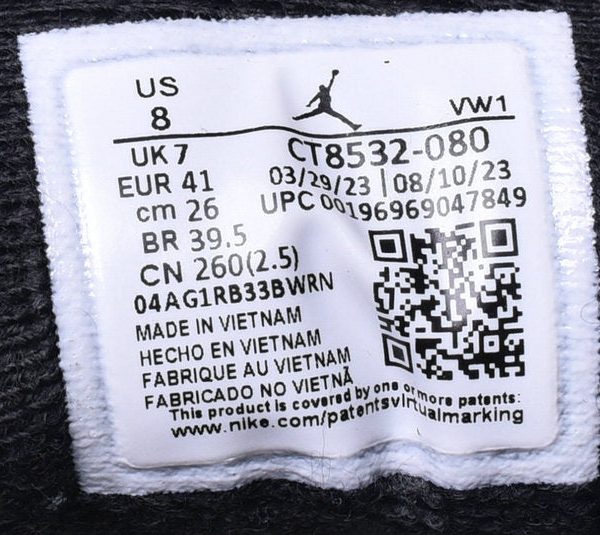 US
8
VW1
UK 7
CT8532-080
EUR 41
03/29/23 | 08/10/23
cm 26
UPC 00196969047849
BR 39.5
CN 260(2.5)
04AG1RB33BWRN
MADE IN VIETNAM
HECHO EN VIETNAM
FABRIQUE AU VIETNAM
FABRICADO NO VIETNÃ
This product is covered by one or more patents:
www.nike.com/patentsvirtualmarking